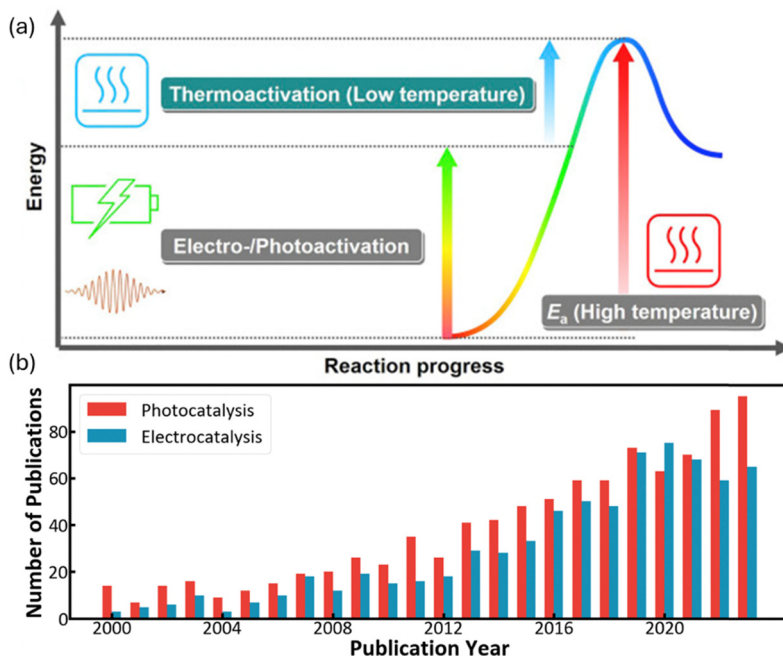 (a)
Thermoactivation (Low temperature)
Energy
Electro-/Photoactivation
Ea (High temperature)
Reaction progress
(b)
Number of Publications
80
60
40
20
0
Photocatalysis
Electrocatalysis
2000 2004 2008 2012 2016 2020
Publication Year